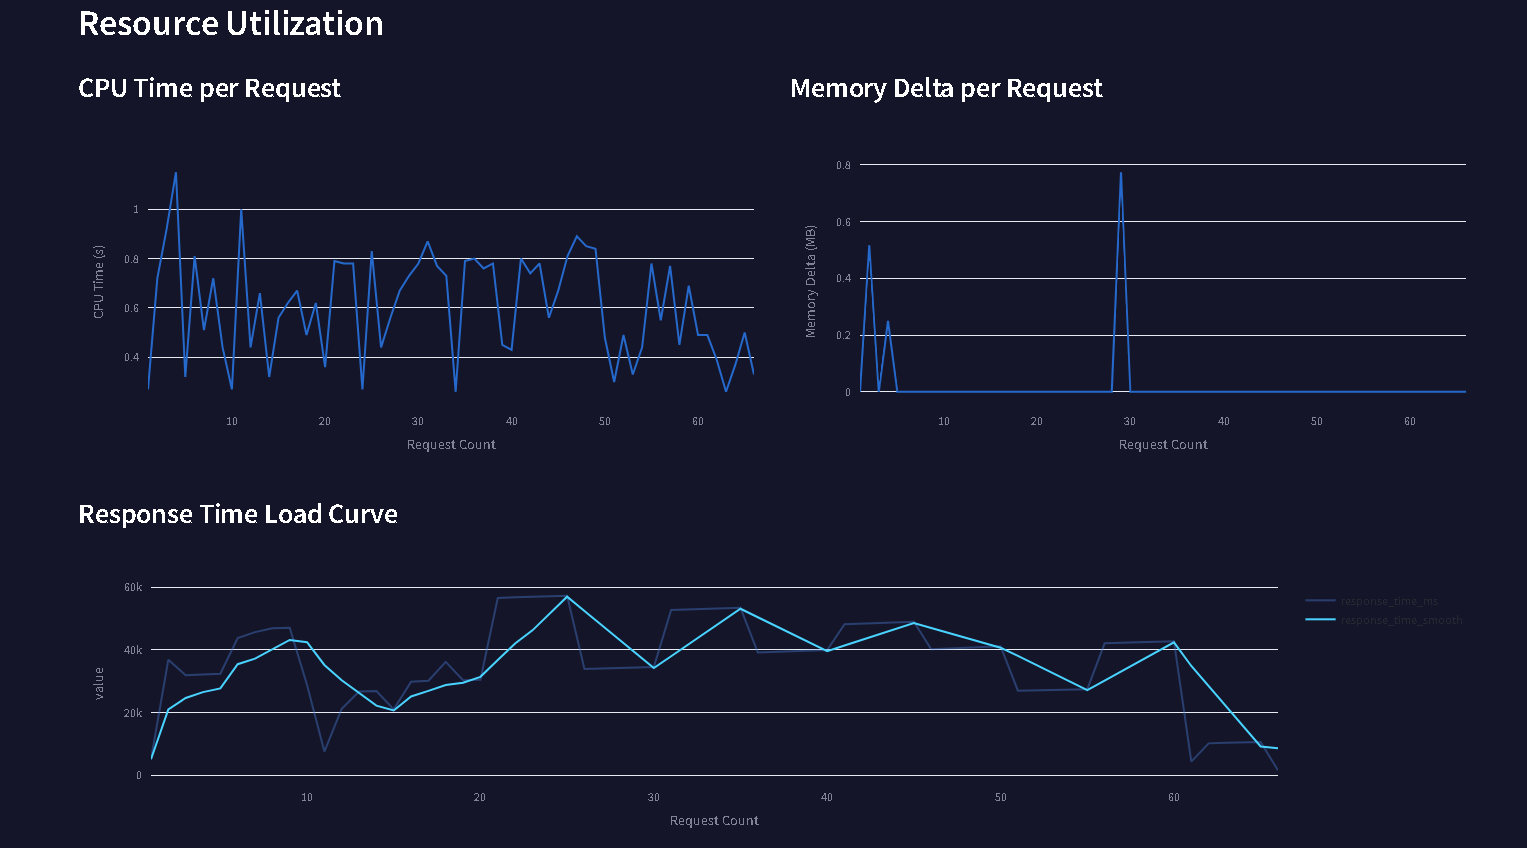 Resource Utilization
CPU Time per Request
Memory Delta per Request
1
0.8
0.6
0.4
CPU Time (s)
10
20
30
40
50
60
Request Count
0.8
0.6
0.4
0.2
0
Memory Delta (MB)
10
20
30
40
50
60
Request Count
Response Time Load Curve
60k
40k
20k
0
value
10
20
30
40
50
60
Request Count
response_time_ms
response_time_smooth